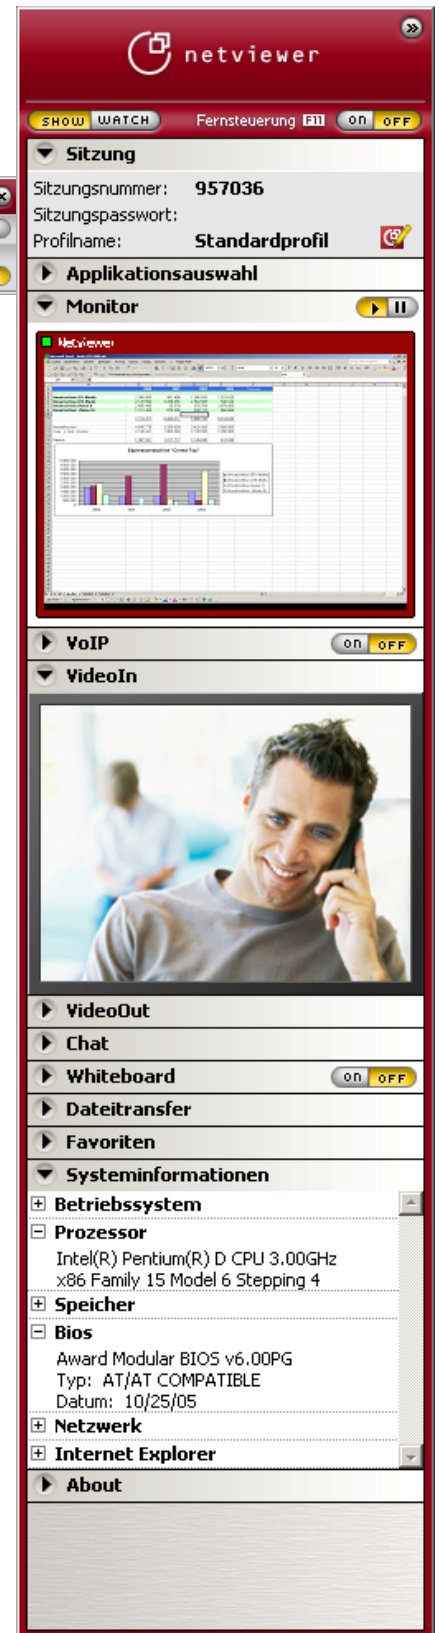 netviewer
SHOW WATCH Fernsteuerung F11 ON OFF
Sitzung
Sitzungsnummer: 957036
Sitzungspasswort:
Profilname: Standardprofil
Applikationsauswahl
Monitor
Netviewer
VoIP ON OFF
VideoIn
VideoOut
Chat
Whiteboard ON OFF
Dateitransfer
Favoriten
Systeminformationen
Betriebssystem
Prozessor
Intel(R) Pentium(R) D CPU 3.00GHz
x86 Family 15 Model 6 Stepping 4
Speicher
Bios
Award Modular BIOS v6.00PG
Typ: AT/AT COMPATIBLE
Datum: 10/25/05
Netzwerk
Internet Explorer
About